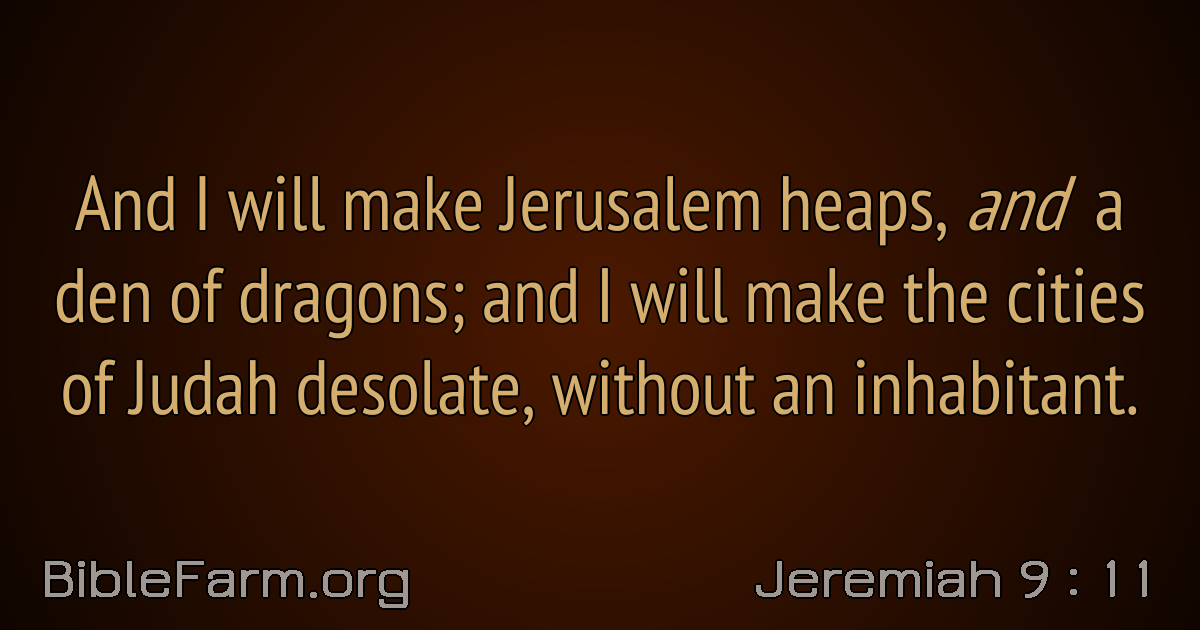 And I will make Jerusalem heaps, and a
den of dragons; and I will make the cities
of Judah desolate, without an inhabitant.
BibleFarm.org
Jeremiah 9 : 11